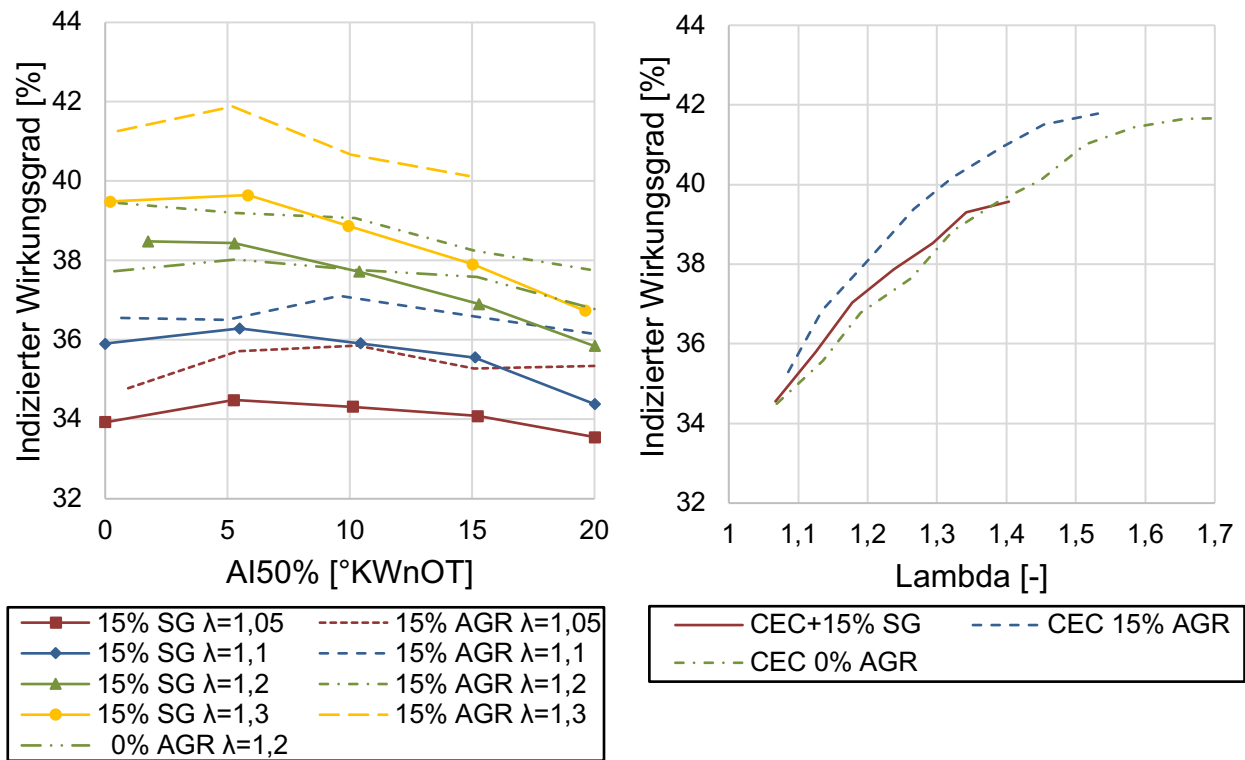 Indizierter Wirkungsgrad [%]
44
42
40
38
36
34
32
0
5
10
15
20
AI50% [°KWnOT]
15% SG λ=1,05
15% AGR λ=1,05
15% SG λ=1,1
15% AGR λ=1,1
15% SG λ=1,2
15% AGR λ=1,2
15% SG λ=1,3
15% AGR λ=1,3
0% AGR λ=1,2
Indizierter Wirkungsgrad [%]
44
42
40
38
36
34
32
1
1,1
1,2
1,3
1,4
1,5
1,6
1,7
Lambda [-]
CEC+15% SG
CEC 15% AGR
CEC 0% AGR